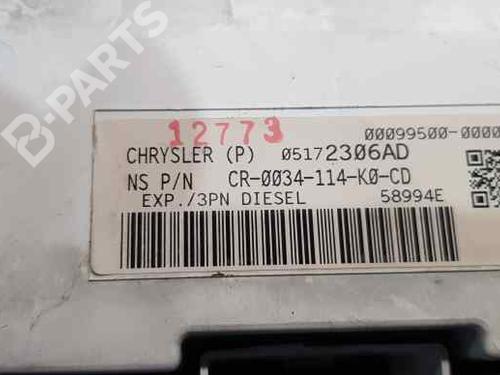 B-PARTS
12773
00099500-0000
CHRYSLER (P) 05172306AD
NS P/N CR-0034-114-K0-CD
EXP./3PN DIESEL 58994E